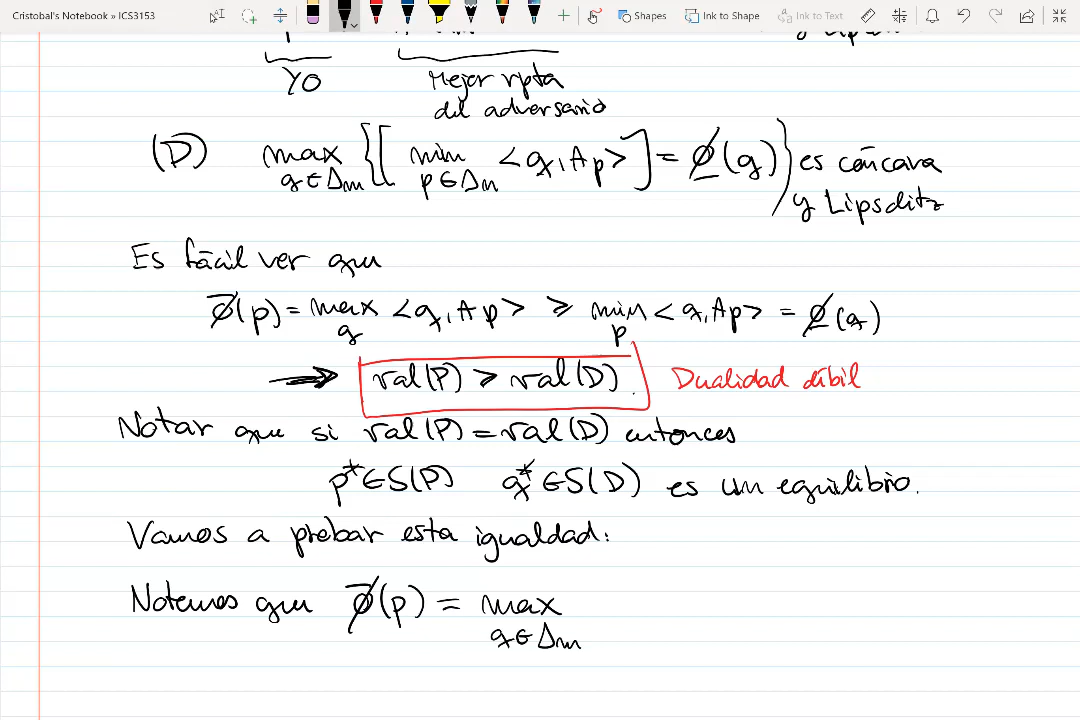 Cristobal's Notebook » ICS3153
Shapes Ink to Shape Ink to Text
YO Mejor rpta
del adversario
(D) max {[ min <q, Ap> ] = φ(q)} es cóncava
q∈Δm p∈Δn y Lipschitz
Es fácil ver que
φ̄(p) = max <q, Ap> ≥ min <q, Ap> = φ(q)
q p
→ val(P) ≥ val(D). Dualidad débil
Notar que si val(P) = val(D) entonces
p*∈S(P) q*∈S(D) es un equilibrio.
Vamos a probar esta igualdad:
Notemos que φ̄(p) = max
q∈Δm